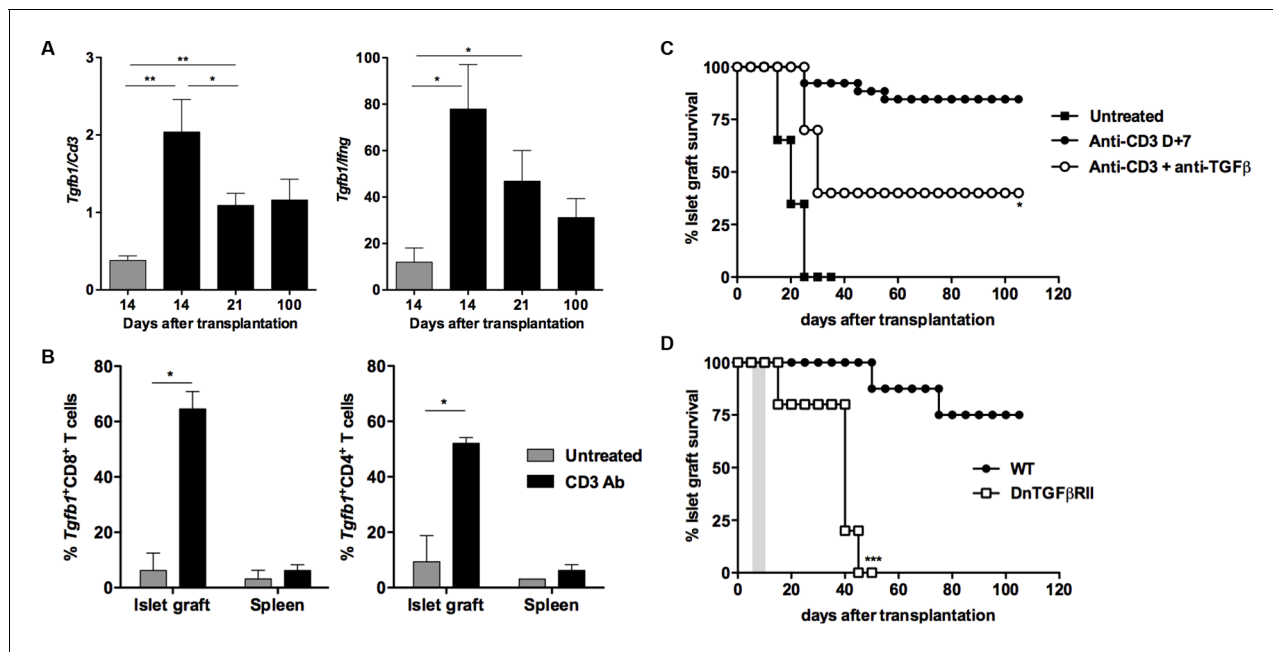 A
3
2
1
0
Tgfb1/Cd3
**
**
*
14 14 21 100
Days after transplantation
100
80
60
40
20
0
Tgfb1/Ifng
*
*
14 14 21 100
Days after transplantation
B
80
60
40
20
0
% Tgfb1+CD8+ T cells
*
Islet graft Spleen
80
60
40
20
0
% Tgfb1+CD4+ T cells
*
Islet graft Spleen
Untreated
CD3 Ab
C
100
75
50
25
0
% Islet graft survival
*
0 20 40 60 80 100 120
days after transplantation
Untreated
Anti-CD3 D+7
Anti-CD3 + anti-TGFβ
D
100
75
50
25
0
% Islet graft survival
***
0 20 40 60 80 100 120
days after transplantation
WT
DnTGFβRII